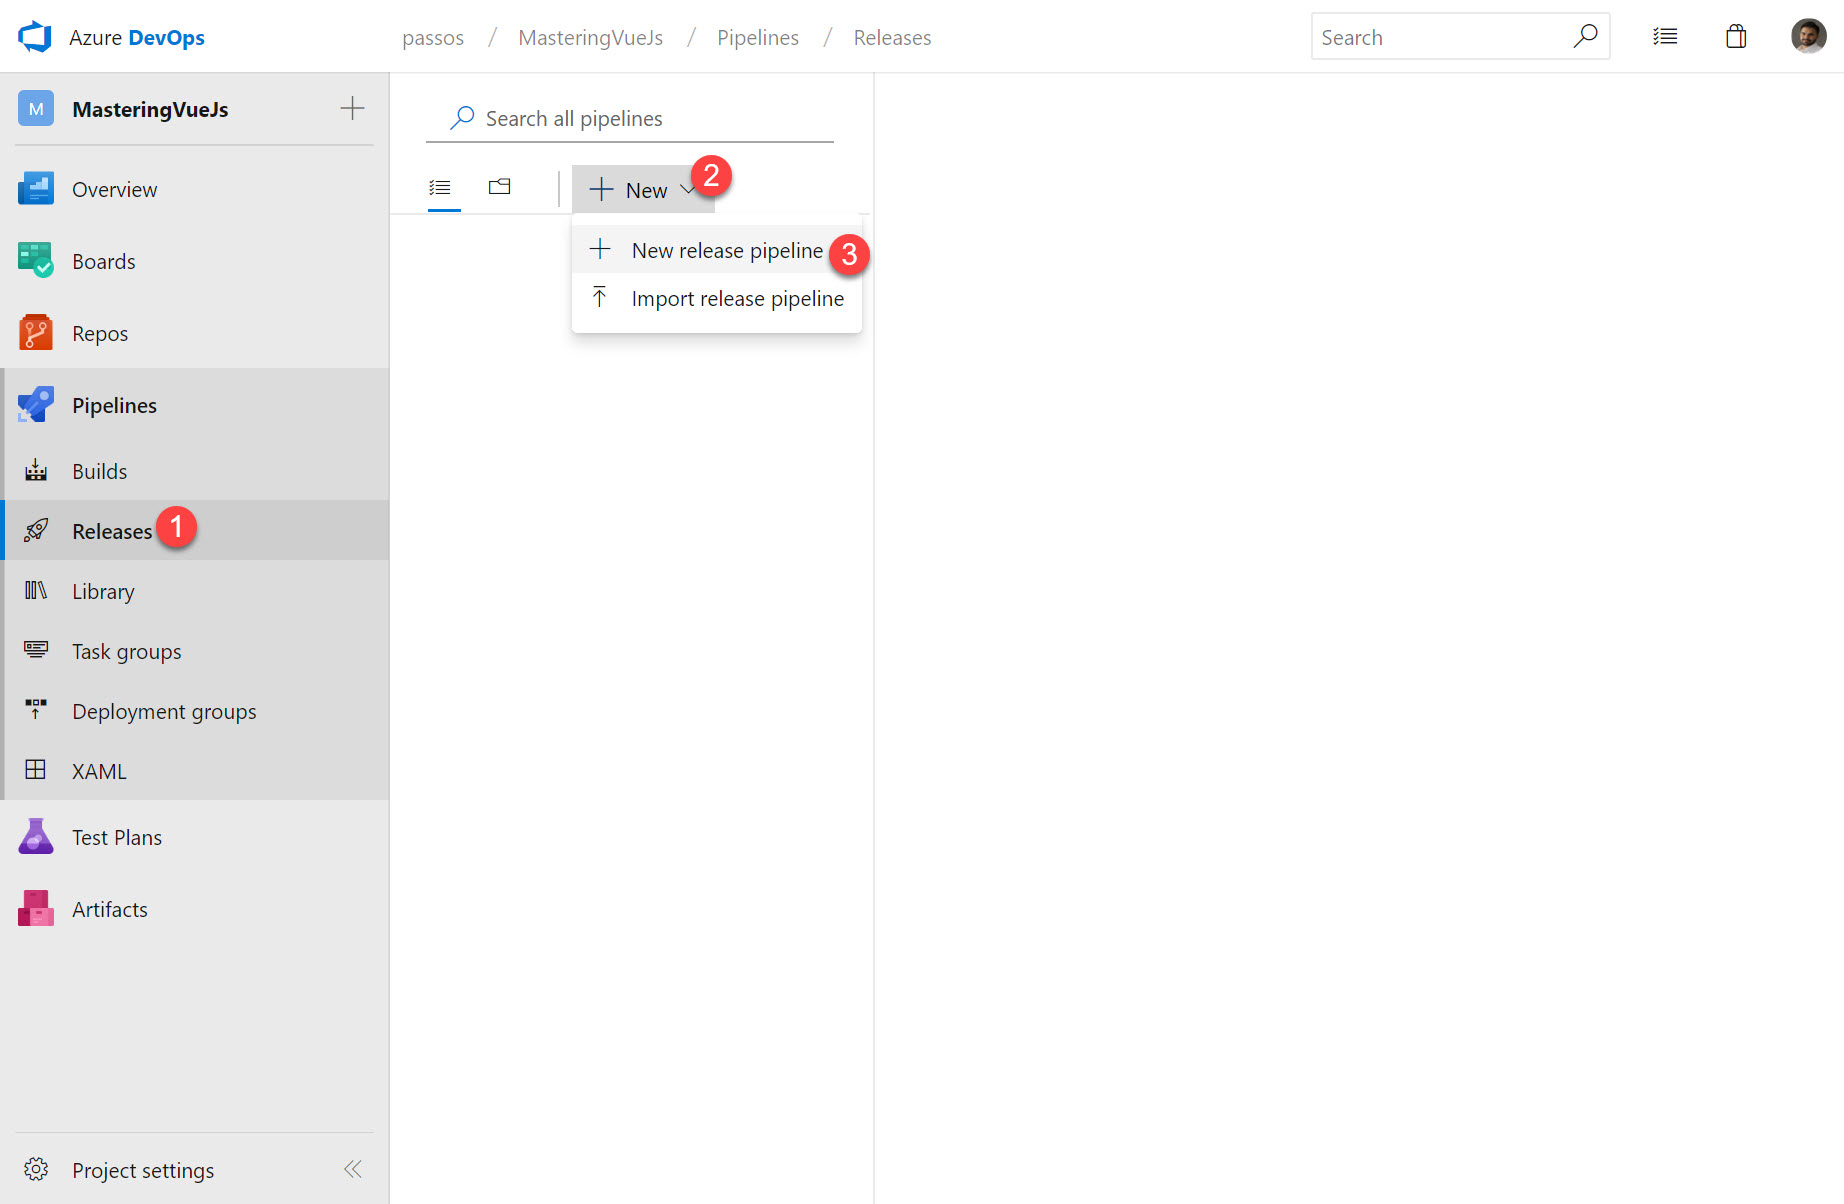 Azure DevOps
passos / MasteringVueJs / Pipelines / Releases
Search
M MasteringVueJs
Overview
Boards
Repos
Pipelines
Builds
Releases 1
Library
Task groups
Deployment groups
XAML
Test Plans
Artifacts
Project settings
Search all pipelines
New 2
New release pipeline 3
Import release pipeline